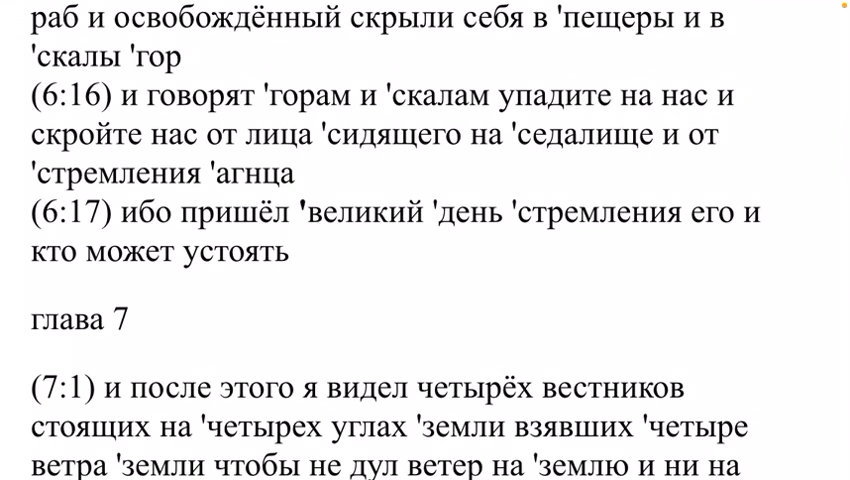 раб и освобождённый скрыли себя в 'пещеры и в
'скалы 'гор
(6:16) и говорят 'горам и 'скалам упадите на нас и
скройте нас от лица 'сидящего на 'седалище и от
'стремления 'агнца
(6:17) ибо пришёл 'великий 'день 'стремления его и
кто может устоять
глава 7
(7:1) и после этого я видел четырёх вестников
стоящих на 'четырех углах 'земли взявших 'четыре
ветра 'земли чтобы не дул ветер на 'землю и ни на